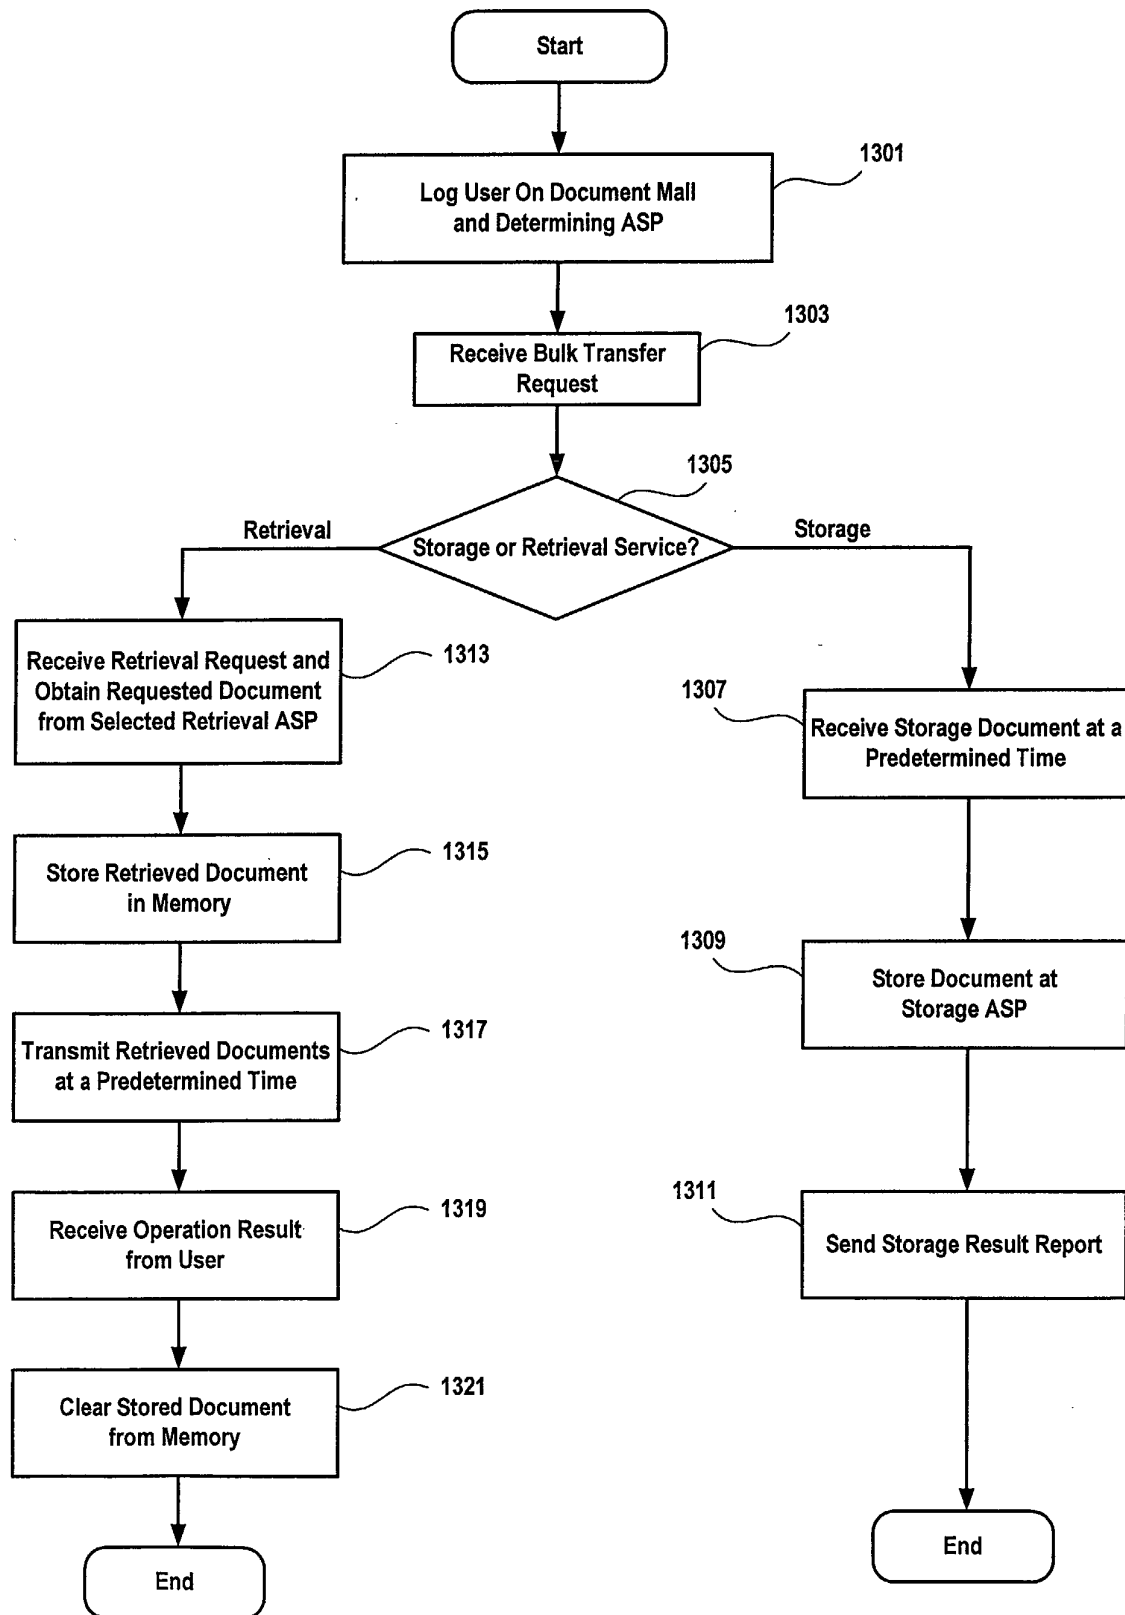 Start
1301
Log User On Document Mall
and Determining ASP
1303
Receive Bulk Transfer
Request
1305
Retrieval
Storage or Retrieval Service?
Storage
1313
Receive Retrieval Request and
Obtain Requested Document
from Selected Retrieval ASP
1315
Store Retrieved Document
in Memory
1317
Transmit Retrieved Documents
at a Predetermined Time
1319
Receive Operation Result
from User
1321
Clear Stored Document
from Memory
End
1307
Receive Storage Document at a
Predetermined Time
1309
Store Document at
Storage ASP
1311
Send Storage Result Report
End